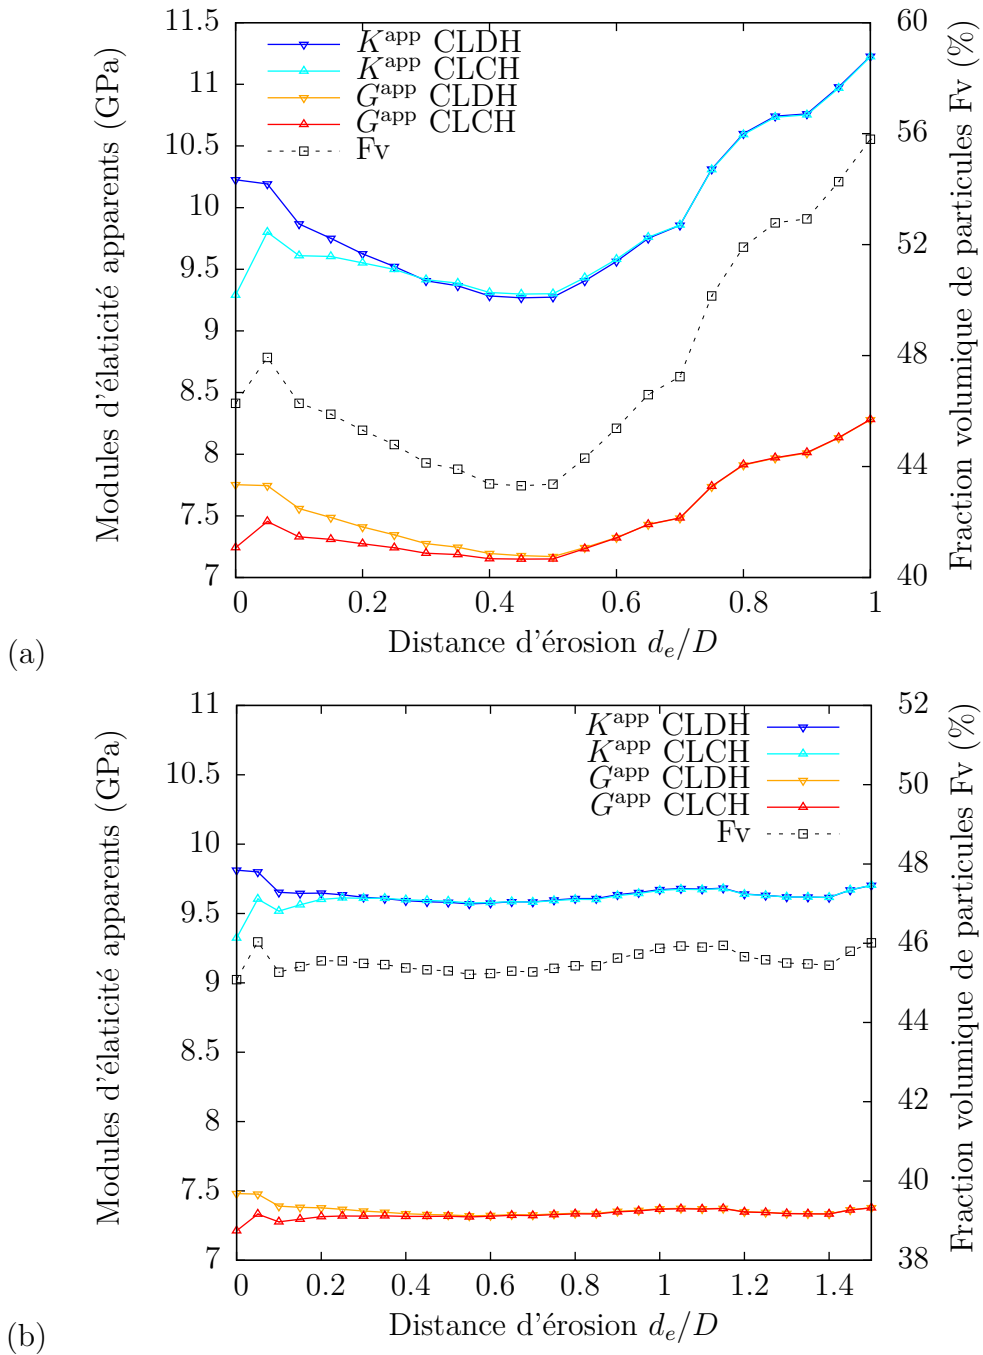 Modules d'élaticité apparents (GPa)
11.5
11
10.5
10
9.5
9
8.5
8
7.5
7
K^app CLDH
K^app CLCH
G^app CLDH
G^app CLCH
Fv
60
56
52
48
44
40
Fraction volumique de particules Fv (%)
0 0.2 0.4 0.6 0.8 1
Distance d'érosion d_e/D
(a)
Modules d'élaticité apparents (GPa)
11
10.5
10
9.5
9
8.5
8
7.5
7
K^app CLDH
K^app CLCH
G^app CLDH
G^app CLCH
Fv
52
50
48
46
44
42
40
38
Fraction volumique de particules Fv (%)
0 0.2 0.4 0.6 0.8 1 1.2 1.4
Distance d'érosion d_e/D
(b)